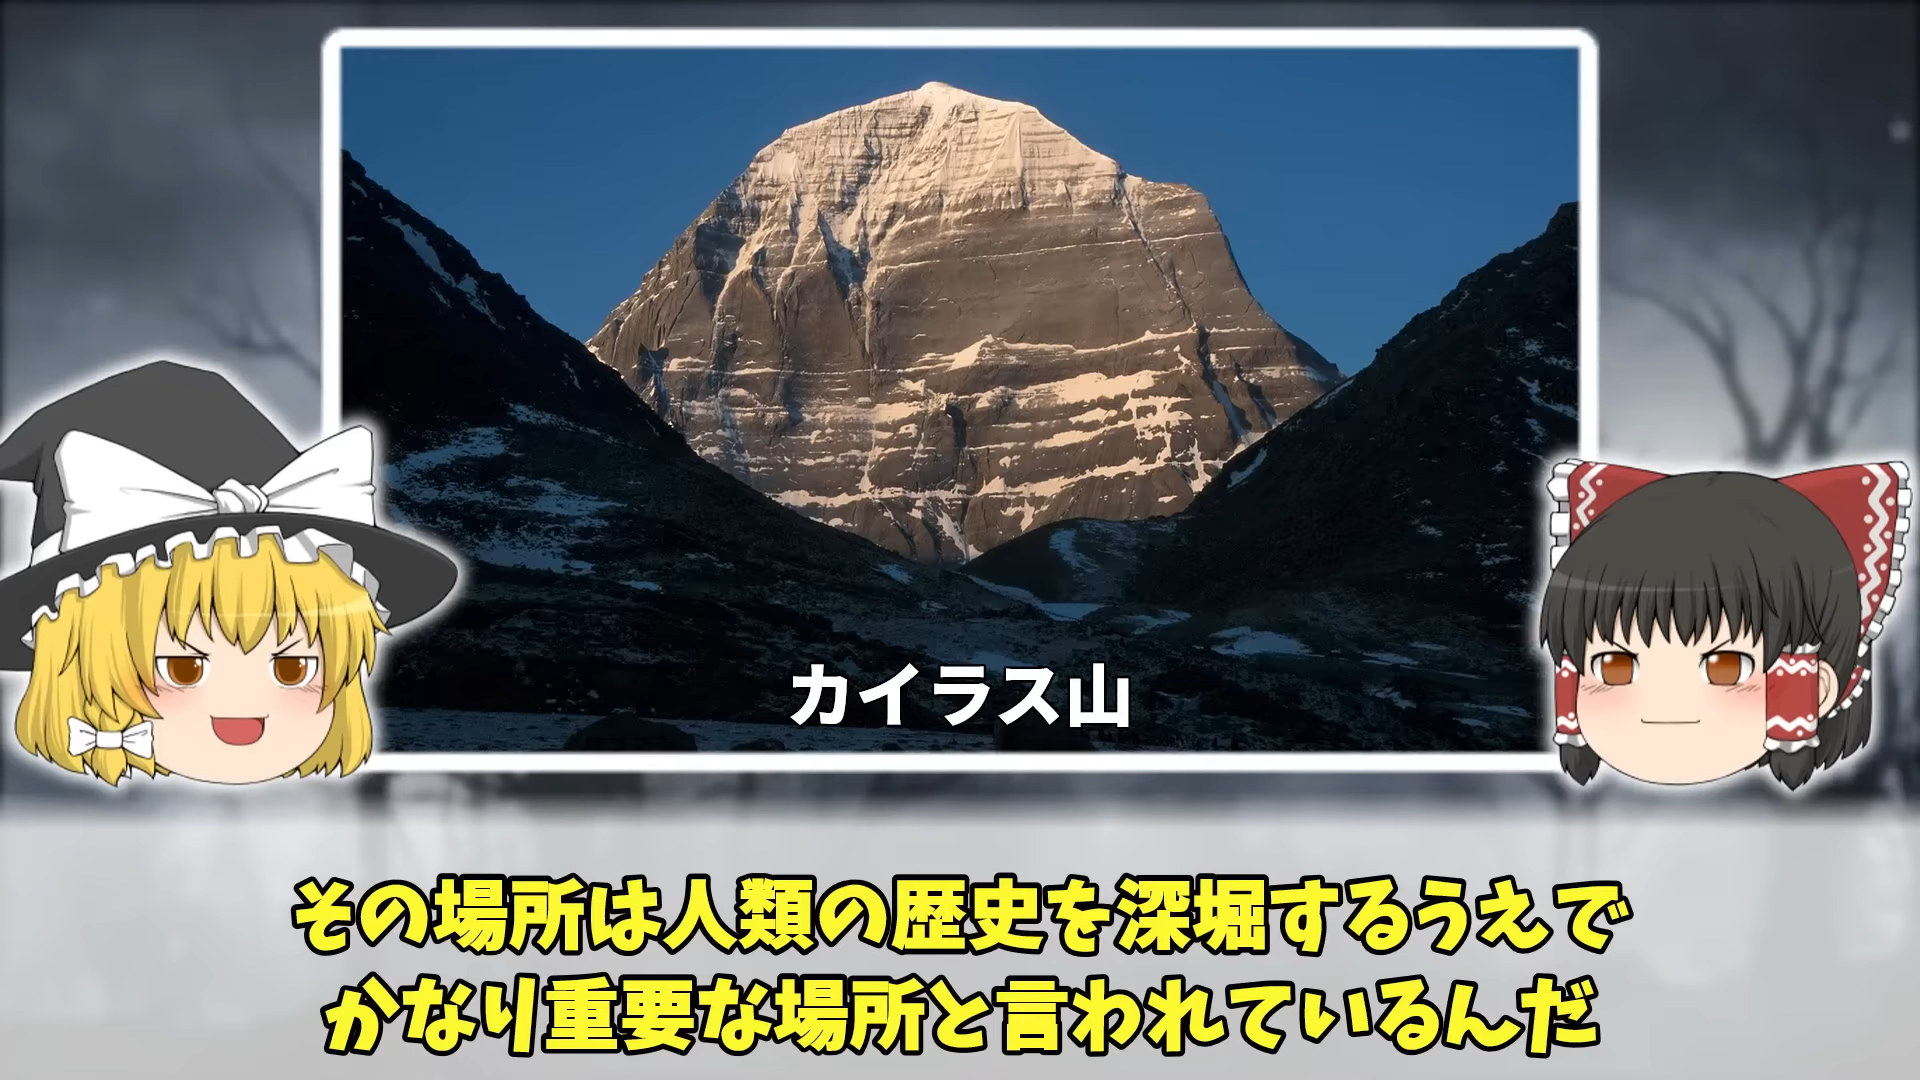 カイラス山
その場所は人類の歴史を深堀するうえで
かなり重要な場所と言われているんだ